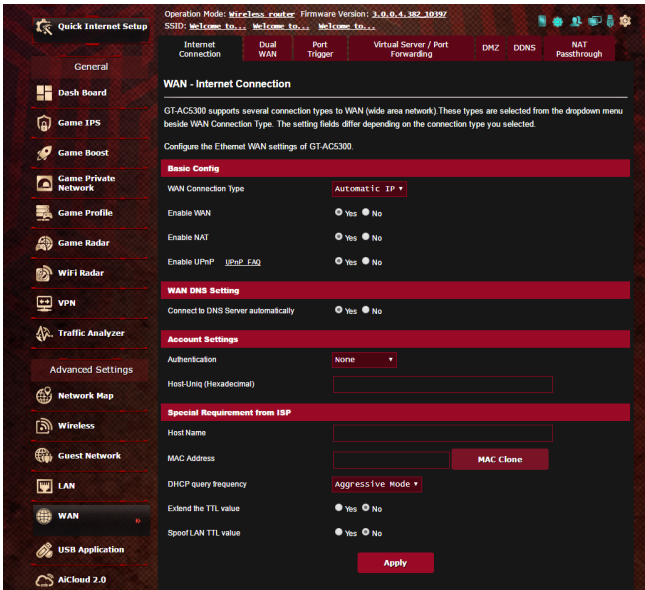 Quick Internet Setup
Operation Mode: Wireless router Firmware Version: 3.0.0.4.382_10397
SSID: Welcome to... Welcome to... Welcome to...
Internet Connection
Dual WAN
Port Trigger
Virtual Server / Port Forwarding
DMZ
DDNS
NAT Passthrough
General
Dash Board
Game IPS
Game Boost
Game Private
Network
Game Profile
Game Radar
WiFi Radar
VPN
Traffic Analyzer
Advanced Settings
Network Map
Wireless
Guest Network
LAN
WAN »
USB Application
AiCloud 2.0
WAN - Internet Connection
GT-AC5300 supports several connection types to WAN (wide area network).These types are selected from the dropdown menu
beside WAN Connection Type. The setting fields differ depending on the connection type you selected.
Configure the Ethernet WAN settings of GT-AC5300.
Basic Config
WAN Connection Type Automatic IP
Enable WAN Yes No
Enable NAT Yes No
Enable UPnP UPnP FAQ Yes No
WAN DNS Setting
Connect to DNS Server automatically Yes No
Account Settings
Authentication None
Host-Uniq (Hexadecimal)
Special Requirement from ISP
Host Name
MAC Address MAC Clone
DHCP query frequency Aggressive Mode
Extend the TTL value Yes No
Spoof LAN TTL value Yes No
Apply